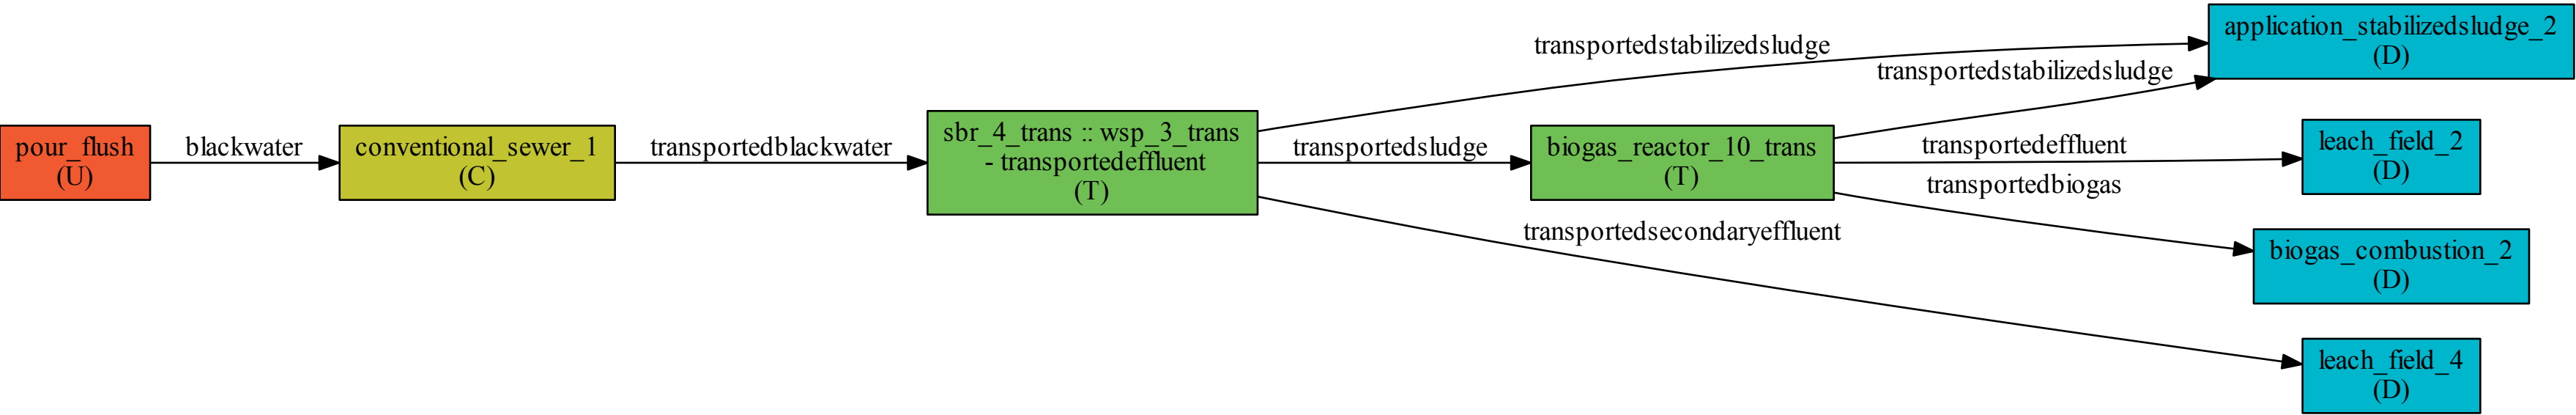 pour_flush
(U)
blackwater
conventional_sewer_1
(C)
transportedblackwater
sbr_4_trans :: wsp_3_trans
- transportedeffluent
(T)
transportedstabilizedsludge
transportedsludge
transportedsecondaryeffluent
biogas_reactor_10_trans
(T)
transportedstabilizedsludge
transportedeffluent
transportedbiogas
application_stabilizedsludge_2
(D)
leach_field_2
(D)
biogas_combustion_2
(D)
leach_field_4
(D)